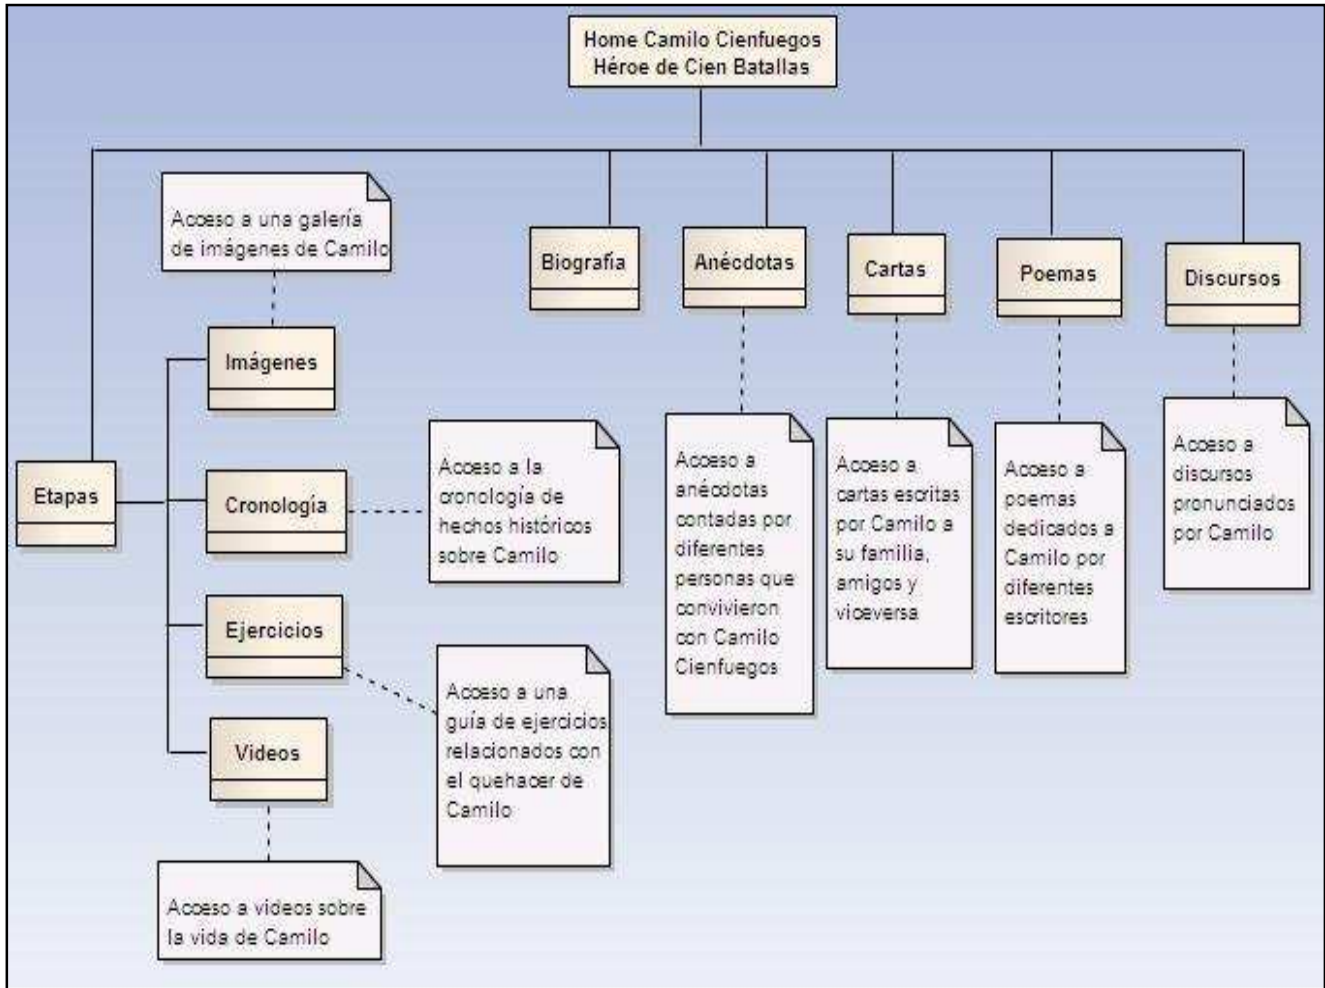 Home Camilo Cienfuegos
Héroe de Cien Batallas
Acceso a una galería
de imágenes de Camilo
Biografía
Anécdotas
Cartas
Poemas
Discursos
Imágenes
Etapas
Cronología
Acceso a la
cronología de
hechos históricos
sobre Camilo
Ejercicios
Acceso a una
guía de ejercicios
relacionados con
el quehacer de
Camilo
Videos
Acceso a videos sobre
la vida de Camilo
Acceso a
anécdotas
contadas por
diferentes
personas que
convivieron
con Camilo
Cienfuegos
Acceso a
cartas escritas
por Camilo a
su familia,
amigos y
viceversa
Acceso a
poemas
dedicados a
Camilo por
diferentes
escritores
Acceso a
discursos
pronunciados
por Camilo